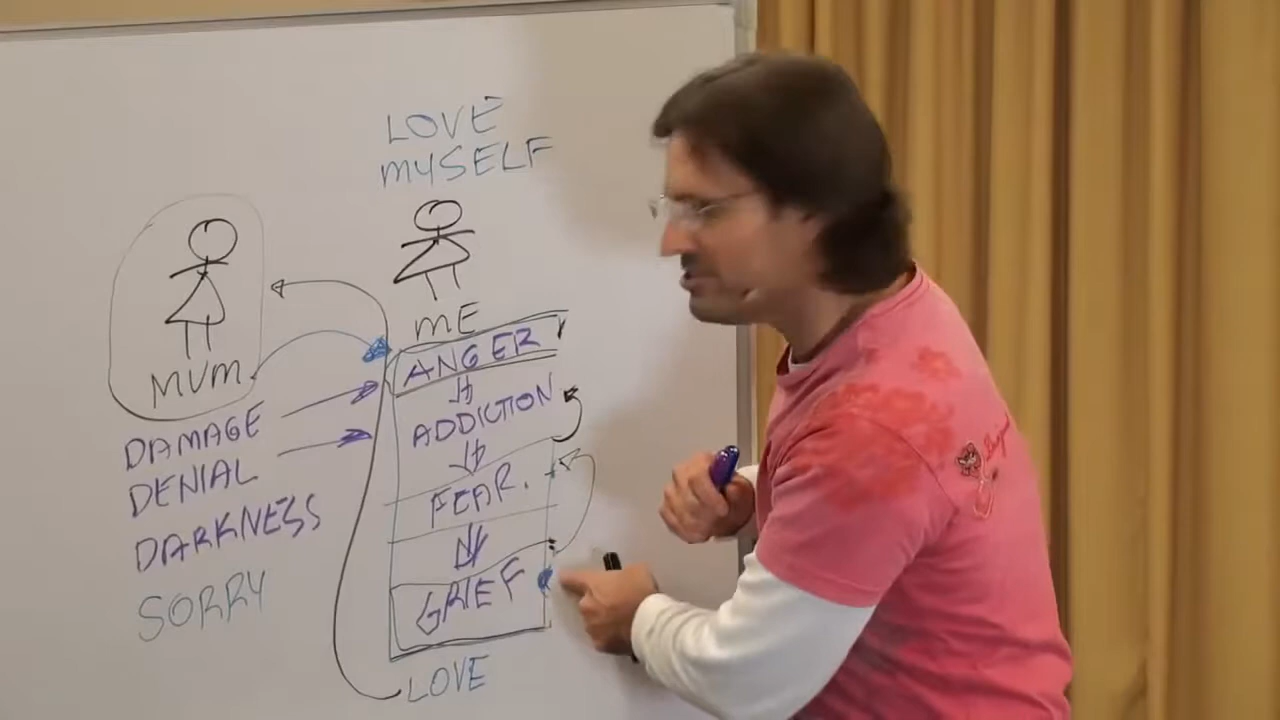 LOVE
MYSELF
MUM
ME
DAMAGE
DENIAL
DARKNESS
SORRY
ANGER
ADDICTION
FEAR.
GRIEF
LOVE